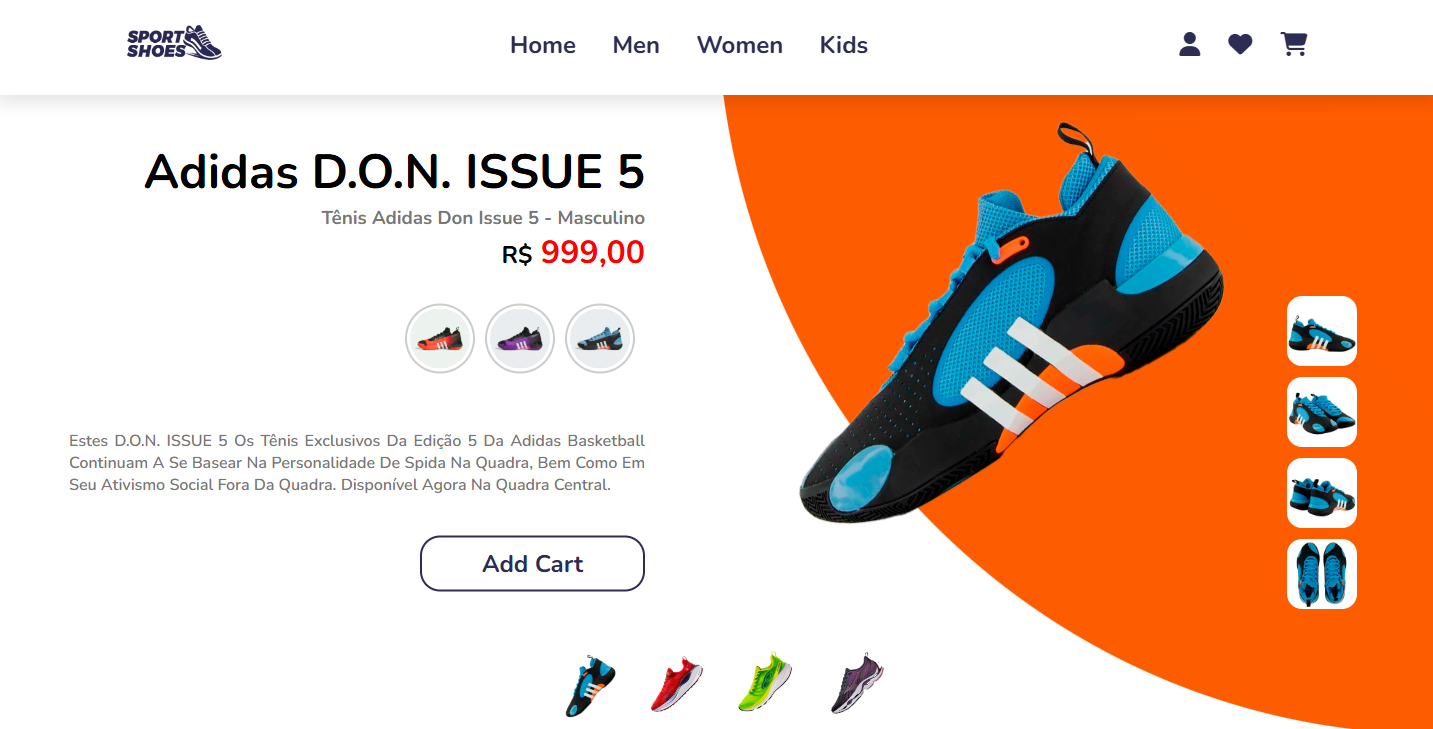 SPORT
SHOES
Home Men Women Kids
Adidas D.O.N. ISSUE 5
Tênis Adidas Don Issue 5 - Masculino
R$ 999,00
Estes D.O.N. ISSUE 5 Os Tênis Exclusivos Da Edição 5 Da Adidas Basketball
Continuam A Se Basear Na Personalidade De Spida Na Quadra, Bem Como Em
Seu Ativismo Social Fora Da Quadra. Disponível Agora Na Quadra Central.
Add Cart